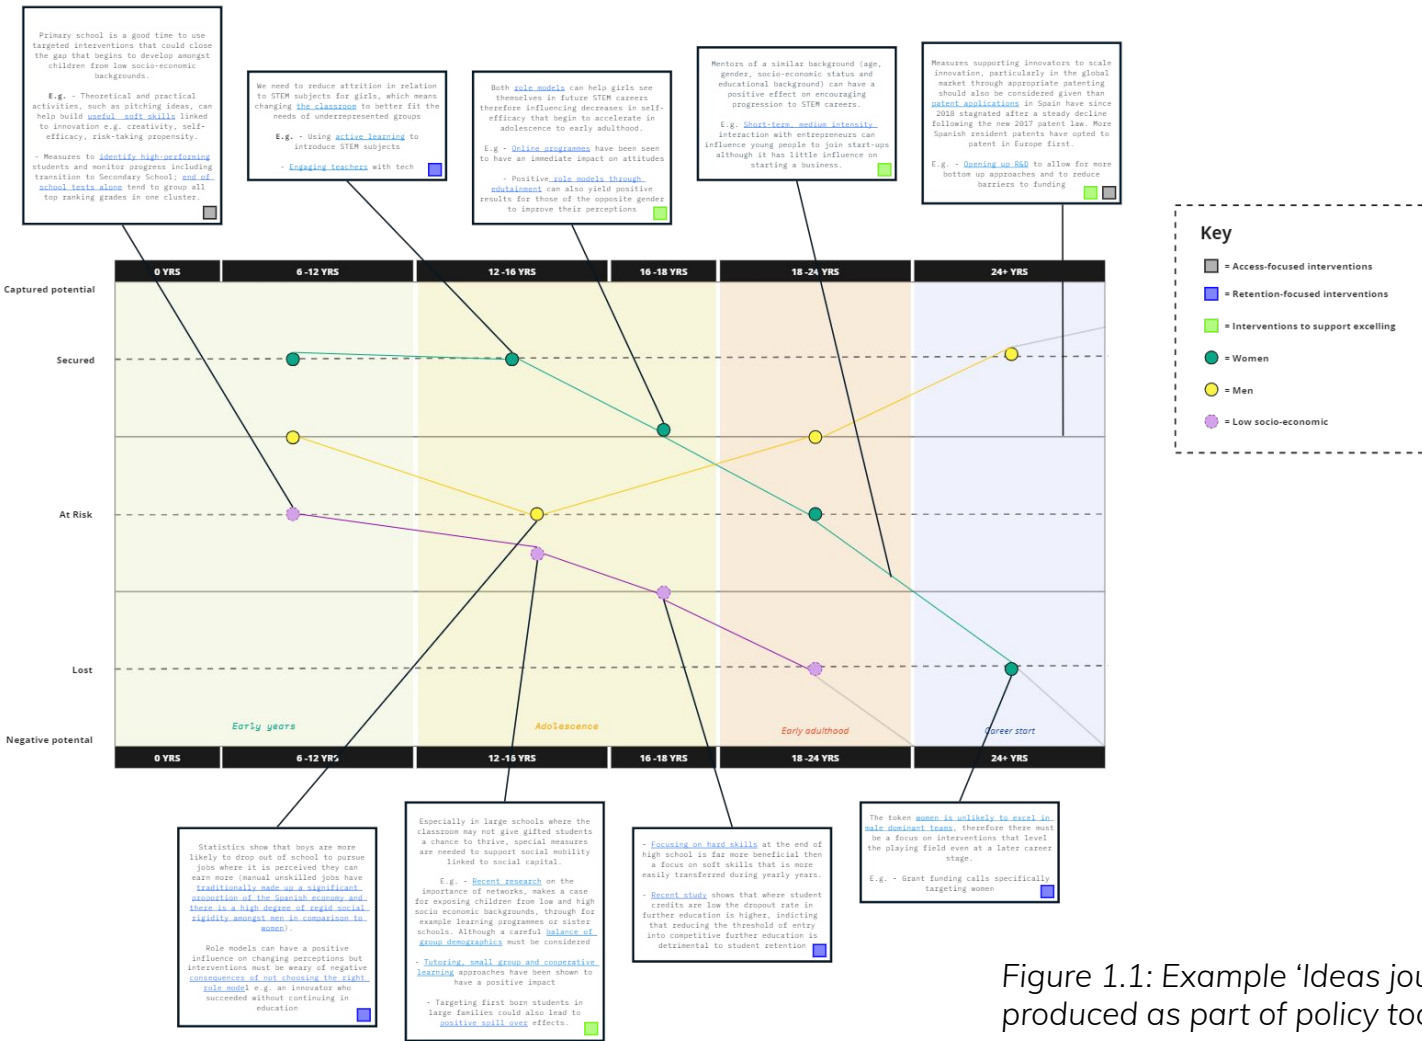 Primary school is a good time to use
targeted interventions that could close
the gap that begins to develop amongst
children from low socio-economic
backgrounds.
E.g. - Theoretical and practical
activities, such as pitching ideas, can
help build useful soft skills linked
to innovation e.g. creativity, self-
efficacy, risk-taking propensity.
- Measures to identify high-performing
students and monitor progress including
transition to Secondary School; end of
school tests alone tend to group all
top ranking grades in one cluster.
We need to reduce attrition in relation
to STEM subjects for girls, which means
changing the classroom to better fit the
needs of underrepresented groups
E.g. - Using active learning to
introduce STEM subjects
- Engaging teachers with tech
Both role models can help girls see
themselves in future STEM careers
therefore influencing decreases in self-
efficacy that begin to accelerate in
adolescence to early adulthood.
E.g - Online programmes have been seen
to have an immediate impact on attitudes
- Positive role models through
edutainment can also yield positive
results for those of the opposite gender
to improve their perceptions
Mentors of a similar background (age,
gender, socio-economic status and
educational background) can have a
positive effect on encouraging
progression to STEM careers.
E.g. Short-term, medium intensity
interaction with entrepreneurs can
influence young people to join start-ups
although it has little influence on
starting a business.
Measures supporting innovators to scale
innovation, particularly in the global
market through appropriate patenting
should also be considered given than
patent applications in Spain have since
2018 stagnated after a steady decline
following the new 2017 patent law. More
Spanish resident patents have opted to
patent in Europe first.
E.g. - Opening up R&D to allow for more
bottom up approaches and to reduce
barriers to funding
Key
= Access-focused interventions
= Retention-focused interventions
= Interventions to support excelling
= Women
= Men
= Low socio-economic
0 YRS
6 -12 YRS
12 -16 YRS
16 -18 YRS
18 -24 YRS
24+ YRS
Captured potential
Secured
At Risk
Lost
Negative potental
Early years
Adolescence
Early adulthood
Career start
0 YRS
6 -12 YRS
12 -16 YRS
16 -18 YRS
18 -24 YRS
24+ YRS
Statistics show that boys are more
likely to drop out of school to pursue
jobs where it is perceived they can
earn more (manual unskilled jobs have
traditionally made up a significant
proportion of the Spanish economy and
there is a high degree of regid social
rigidity amongst men in comparison to
women).
Role models can have a positive
influence on changing perceptions but
interventions must be weary of negative
consequences of not choosing the right
role model e.g. an innovator who
succeeded without continuing in
education
Especially in large schools where the
classroom may not give gifted students
a chance to thrive, special measures
are needed to support social mobility
linked to social capital.
E.g. - Recent research on the
importance of networks, makes a case
for exposing children from low and high
socio economic backgrounds, through for
example learning programmes or sister
schools. Although a careful balance of
group demographics must be considered
- Tutoring, small group and cooperative
learning approaches have been shown to
have a positive impact
- Targeting first born students in
large families could also lead to
positive spill over effects.
- Focusing on hard skills at the end of
high school is far more beneficial then
a focus on soft skills that is more
easily transferred during yearly years.
- Recent study shows that where student
credits are low the dropout rate in
further education is higher, indicting
that reducing the threshold of entry
into competitive further education is
detrimental to student retention
The token women is unlikely to excel in
male dominant teams, therefore there must
be a focus on interventions that level
the playing field even at a later career
stage.
E.g. - Grant funding calls specifically
targeting women
Figure 1.1: Example ‘Ideas jou
produced as part of policy too